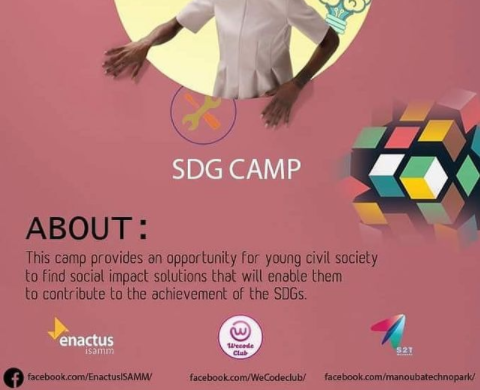 SDG CAMP
ABOUT :
This camp provides an opportunity for young civil society
to find social impact solutions that will enable them
to contribute to the achievement of the SDGs.
enactus
isamm
Wecode
Club
S2T
facebook.com/EnactusISAMM/
facebook.com/WeCodeclub/
facebook.com/manoubatechnopark/